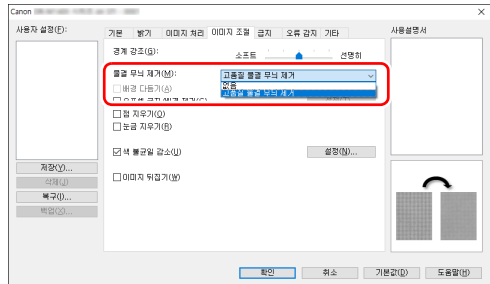 Canon
사용자 설정(F):
기본 밝기 이미지 처리 이미지 조절 급지 오류 감지 기타
사용설명서
경계 강조(G):
소프트 선명히
물결 무늬 제거(M):
고품질 물결 무늬 제거
없음
고품질 물결 무늬 제거
배경 다듬기(A)
점 지우기(O)
눈금 지우기(R)
색 불균일 감소(U)
설정(N)...
이미지 뒤집기(W)
저장(Y)...
삭제(J)
복구(I)...
백업(X)...
확인 취소 기본값(D) 도움말(H)